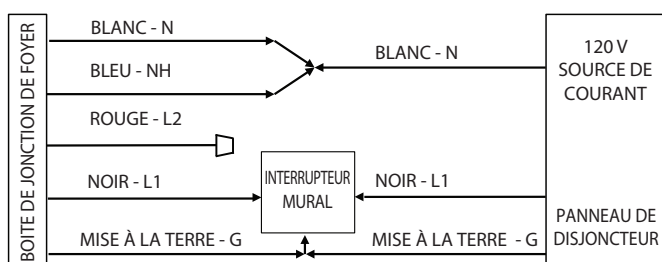 BOITE DE JONCTION DE FOYER
BLANC - N
BLEU - NH
ROUGE - L2
NOIR - L1
MISE À LA TERRE - G
INTERRUPTEUR
MURAL
BLANC - N
NOIR - L1
MISE À LA TERRE - G
120 V
SOURCE DE
COURANT
PANNEAU DE
DISJONCTEUR